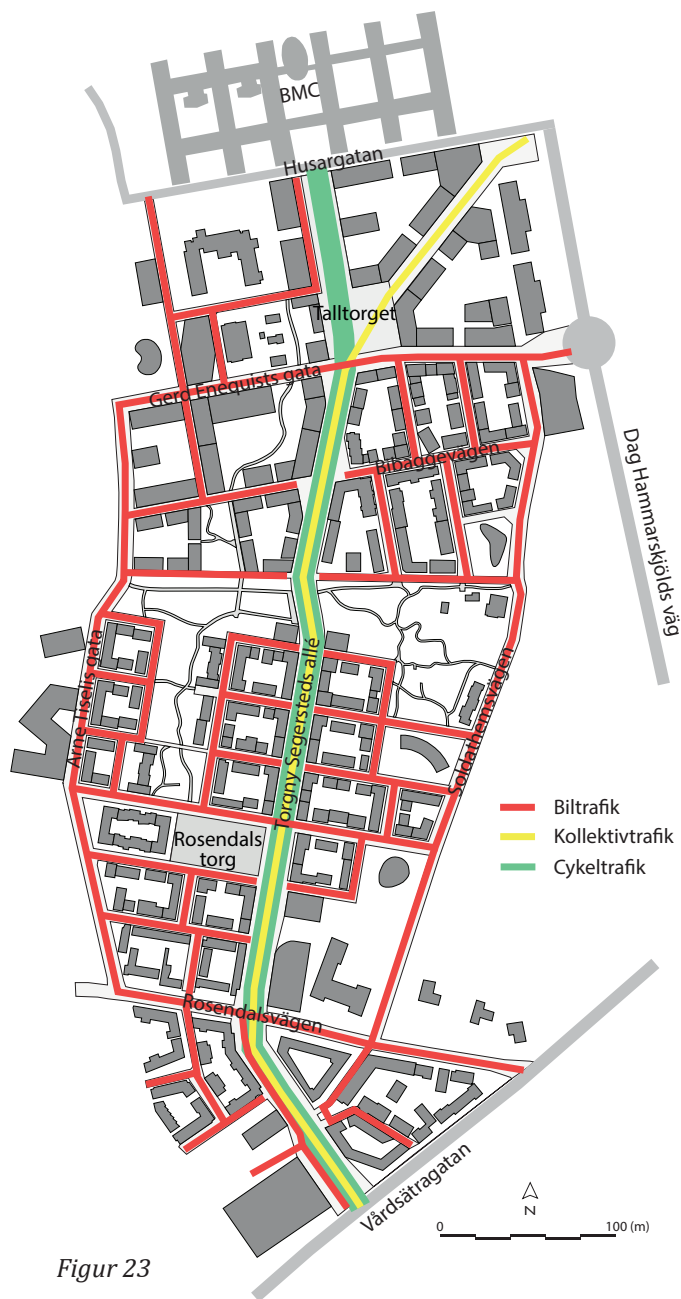 BMC
Husargatan
Talltorget
Gerd Enequists gata
Bibaggevägen
Dag Hammarskjölds väg
Arne Tiselis gata
Torgny Segersteds allé
Soldathemsvägen
Biltrafik
Kollektivtrafik
Cykeltrafik
Rosendals
torg
Rosendalsvägen
Vårdsätragatan
N
0 100 (m)
Figur 23